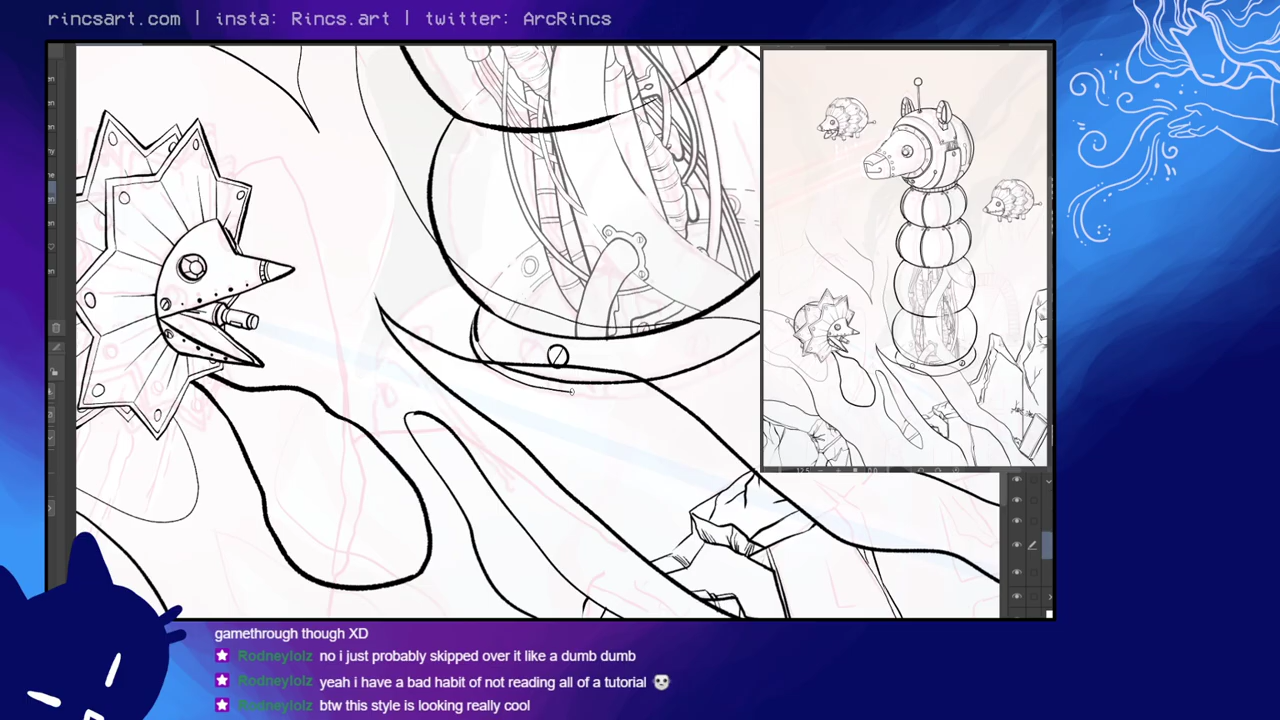 rincsart.com | insta: Rincs.art | twitter: ArcRincs
gamethrough though XD
Rodneylolz no i just probably skipped over it like a dumb dumb
Rodneylolz yeah i have a bad habit of not reading all of a tutorial
Rodneylolz btw this style is looking really cool